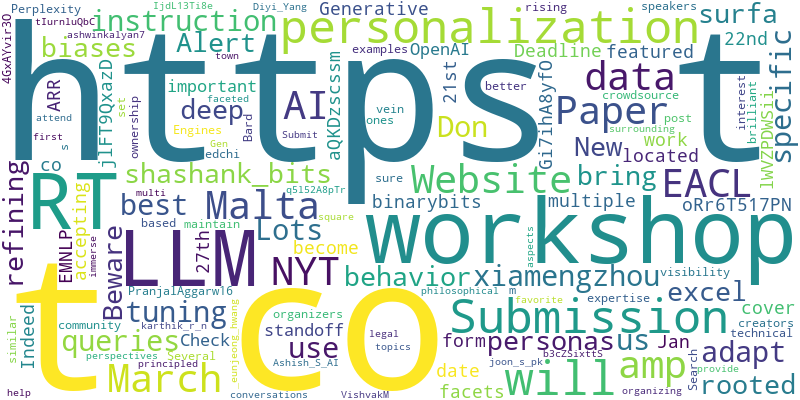 Perplexity
IjdL13Ti8e
Diyi_Yang
Generative
rising
speakers
tIurnluQbC
instruction
personalization
surfa
ashwinkalyan7
biases
Alert
OpenAI
Deadline
featured
22nd
https
t
examples
town
important
data
specific
ARR
deep
AI
vein
ones
better
21st
crowdsource
post
interest
brilliant
set
ownership
faceted
Engines
Gen
edchi
Bard
Submit
Don
Paper
work
New
located
surrounding
attend
first
s
co
shashank_bits
Website
bring
EACL
refining
RT
best
Malta
q5152A8pTr
sure
binarybits
multiple
oRr6T517PN
accepting
EMNLP
immerse
multi
based
maintain
square
Lots
become
workshop
27th
Beware
LLM
NYT
behavior
xiamengzhou
aspects
visibility
t
co
PranjalAggarwl6
philosophical
m
favorite
expertise
excel
Indeed
tuning
community
karthik_r_n
organizers
standoff
Submission
technical
cover
creators
similar
queries
Check
use
legal
topics
form
personas
us
Jan
adapt
perspectives
Several
principled
_eunjeong_hwang
will
amp
Search
help
March
Ashish_S_AI
date
b3cZSixttS
joon_s_pk
provide
rooted
conversations
VishvakM
facets
organizing